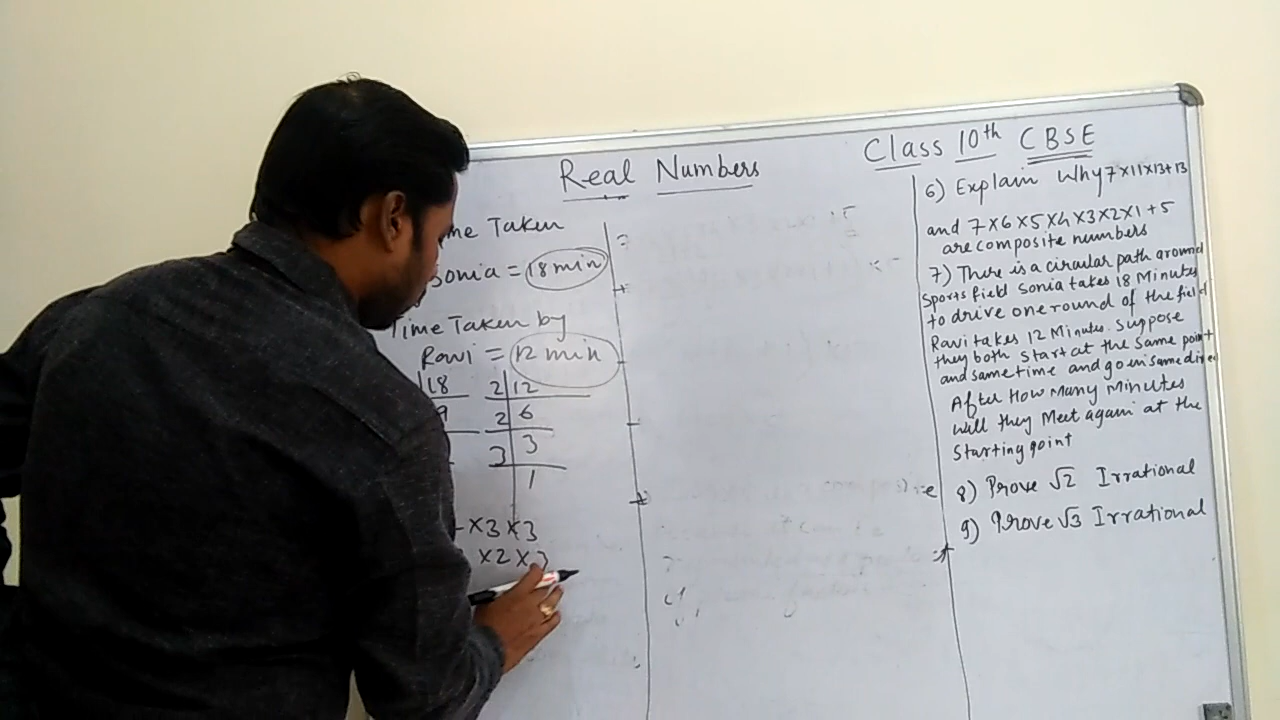 Real Numbers
Class 10th CBSE
me Taken
Sonia = 18 min
Time Taken by
Ravi = 12 min
18
9
2 12
2 6
3 3
1
×3×3
×2×3
6) Explain Why 7×11×13+13
and 7×6×5×4×3×2×1+5
are composite numbers
7) There is a circular path around
Sports field Sonia takes 18 Minutes
to drive one round of the field
Ravi takes 12 Minutes. Suppose
they both start at the same point
and same time and go in same direc
After How Many Minutes
will they Meet again at the
Starting point
8) Prove √2 Irrational
9) Prove √3 Irrational